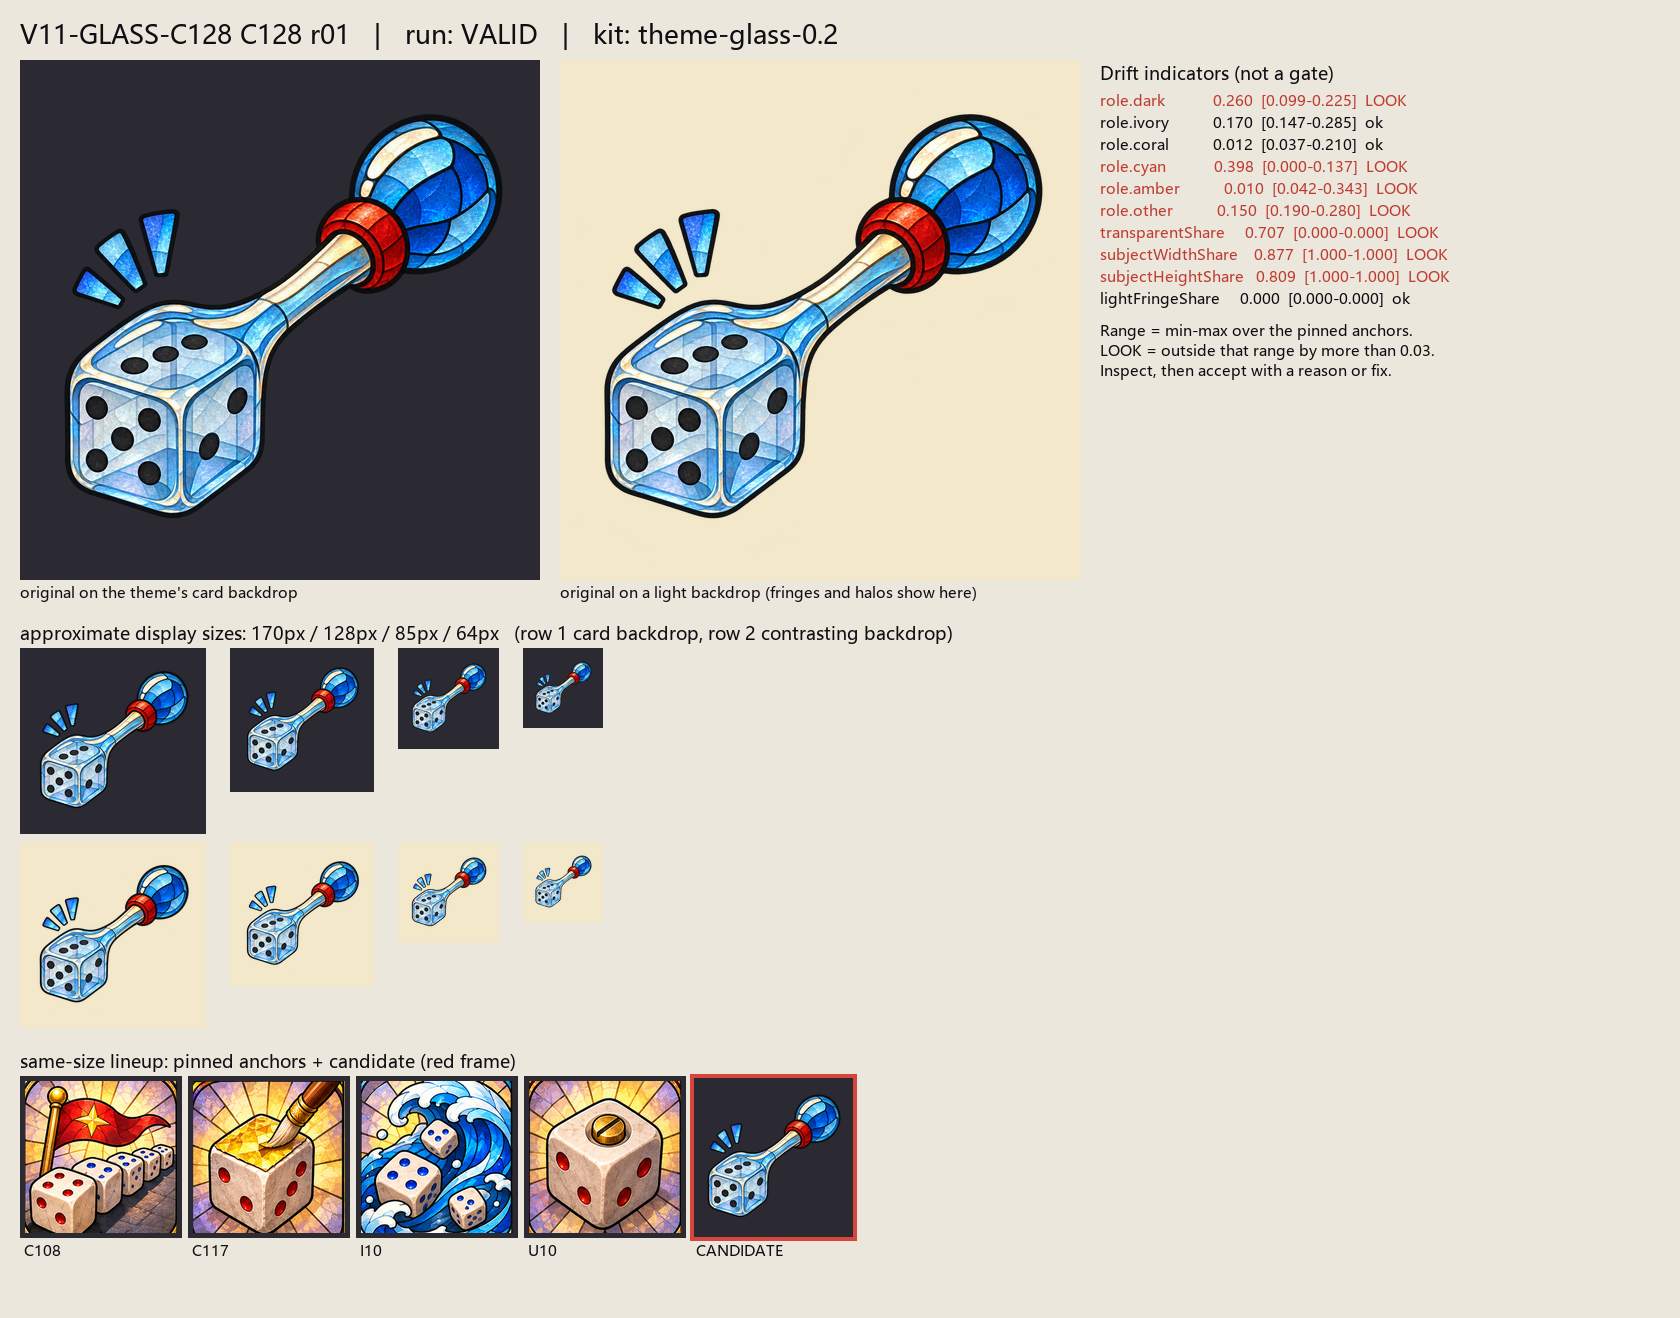 V11-GLASS-C128 C128 r01 | run: VALID | kit: theme-glass-0.2
Drift indicators (not a gate)
role.dark 0.260 [0.099-0.225] LOOK
role.ivory 0.170 [0.147-0.285] ok
role.coral 0.012 [0.037-0.210] ok
role.cyan 0.398 [0.000-0.137] LOOK
role.amber 0.010 [0.042-0.343] LOOK
role.other 0.150 [0.190-0.280] LOOK
transparentShare 0.707 [0.000-0.000] LOOK
subjectWidthShare 0.877 [1.000-1.000] LOOK
subjectHeightShare 0.809 [1.000-1.000] LOOK
lightFringeShare 0.000 [0.000-0.000] ok
Range = min-max over the pinned anchors.
LOOK = outside that range by more than 0.03.
Inspect, then accept with a reason or fix.
original on the theme's card backdrop
original on a light backdrop (fringes and halos show here)
approximate display sizes: 170px / 128px / 85px / 64px (row 1 card backdrop, row 2 contrasting backdrop)
same-size lineup: pinned anchors + candidate (red frame)
C108
C117
I10
U10
CANDIDATE